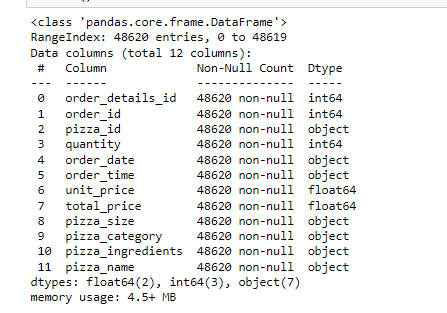 <class 'pandas.core.frame.DataFrame'>
RangeIndex: 48620 entries, 0 to 48619
Data columns (total 12 columns):
 #   Column             Non-Null Count  Dtype
---  ------             --------------  -----
 0   order_details_id   48620 non-null  int64
 1   order_id           48620 non-null  int64
 2   pizza_id           48620 non-null  object
 3   quantity           48620 non-null  int64
 4   order_date         48620 non-null  object
 5   order_time         48620 non-null  object
 6   unit_price         48620 non-null  float64
 7   total_price        48620 non-null  float64
 8   pizza_size         48620 non-null  object
 9   pizza_category     48620 non-null  object
 10  pizza_ingredients  48620 non-null  object
 11  pizza_name         48620 non-null  object
dtypes: float64(2), int64(3), object(7)
memory usage: 4.5+ MB